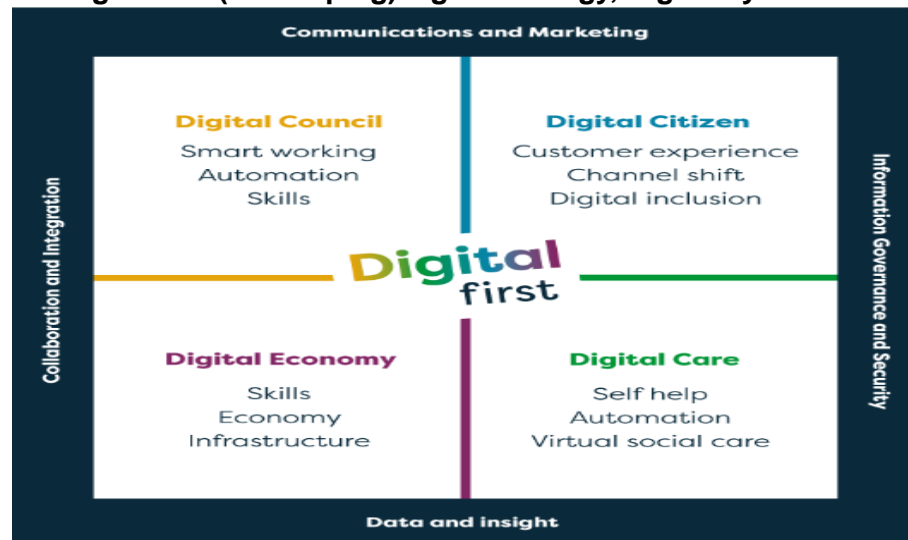 Communications and Marketing
Digital Council
Smart working
Automation
Skills
Digital Citizen
Customer experience
Channel shift
Digital inclusion
Collaboration and Integration
Information Governance and Security
Digital
first
Digital Economy
Skills
Economy
Infrastructure
Digital Care
Self help
Automation
Virtual social care
Data and insight